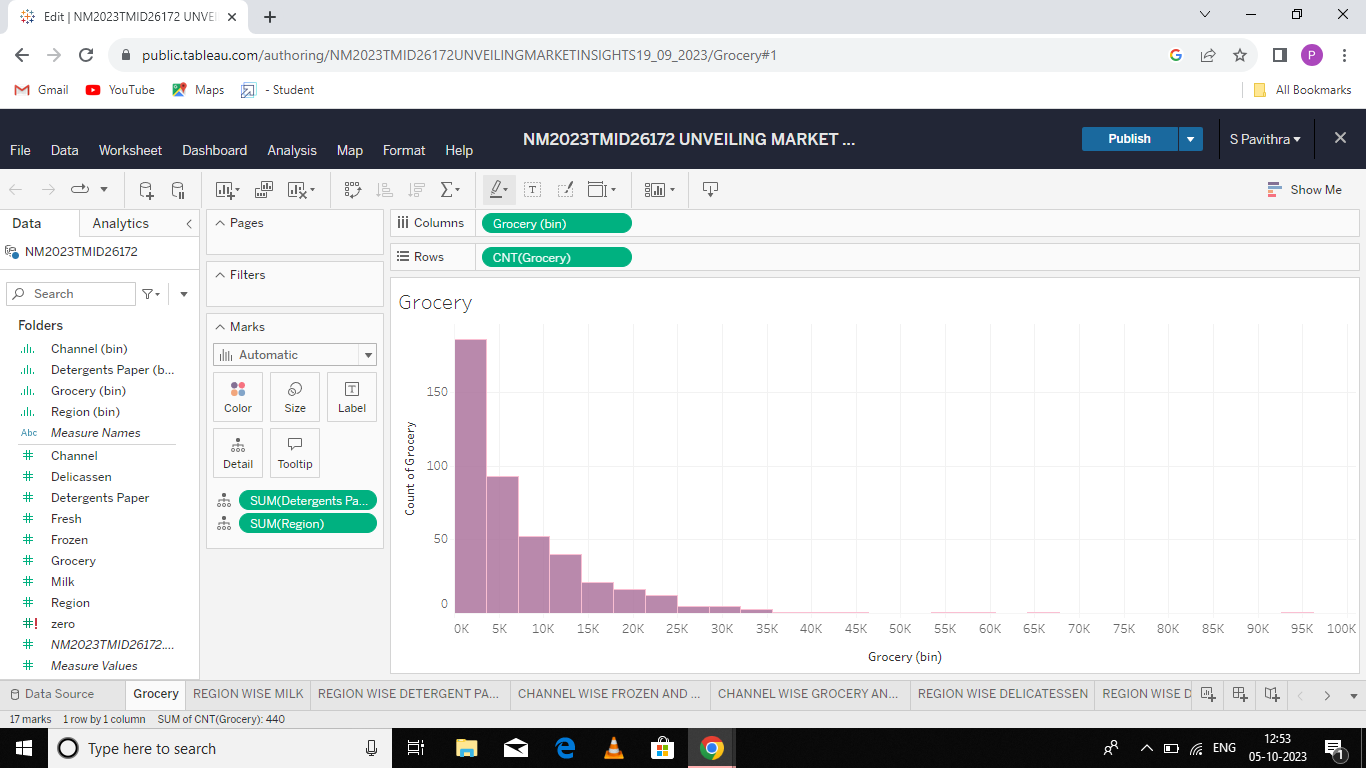 Edit | NM2023TMID26172 UNVEI
public.tableau.com/authoring/NM2023TMID26172UNVEILINGMARKETINSIGHTS19_09_2023/Grocery#1
P
Gmail YouTube Maps - Student All Bookmarks
NM2023TMID26172 UNVEILING MARKET ...
Publish
S Pavithra
File Data Worksheet Dashboard Analysis Map Format Help
Show Me
Data Analytics
NM2023TMID26172
Search
Folders
Channel (bin)
Detergents Paper (b...
Grocery (bin)
Region (bin)
Abc Measure Names
Channel
Delicassen
Detergents Paper
Fresh
Frozen
Grocery
Milk
Region
zero
NM2023TMID26172....
Measure Values
Pages
Filters
Marks
Automatic
Color Size Label
Detail Tooltip
SUM(Detergents Pa...
SUM(Region)
Columns Grocery (bin)
Rows CNT(Grocery)
Grocery
Count of Grocery
150
100
50
0
0K 5K 10K 15K 20K 25K 30K 35K 40K 45K 50K 55K 60K 65K 70K 75K 80K 85K 90K 95K 100K
Grocery (bin)
Data Source Grocery REGION WISE MILK REGION WISE DETERGENT PA... CHANNEL WISE FROZEN AND ... CHANNEL WISE GROCERY AN... REGION WISE DELICATESSEN REGION WISE D
17 marks 1 row by 1 column SUM of CNT(Grocery): 440
Type here to search
ENG
12:53
05-10-2023
1